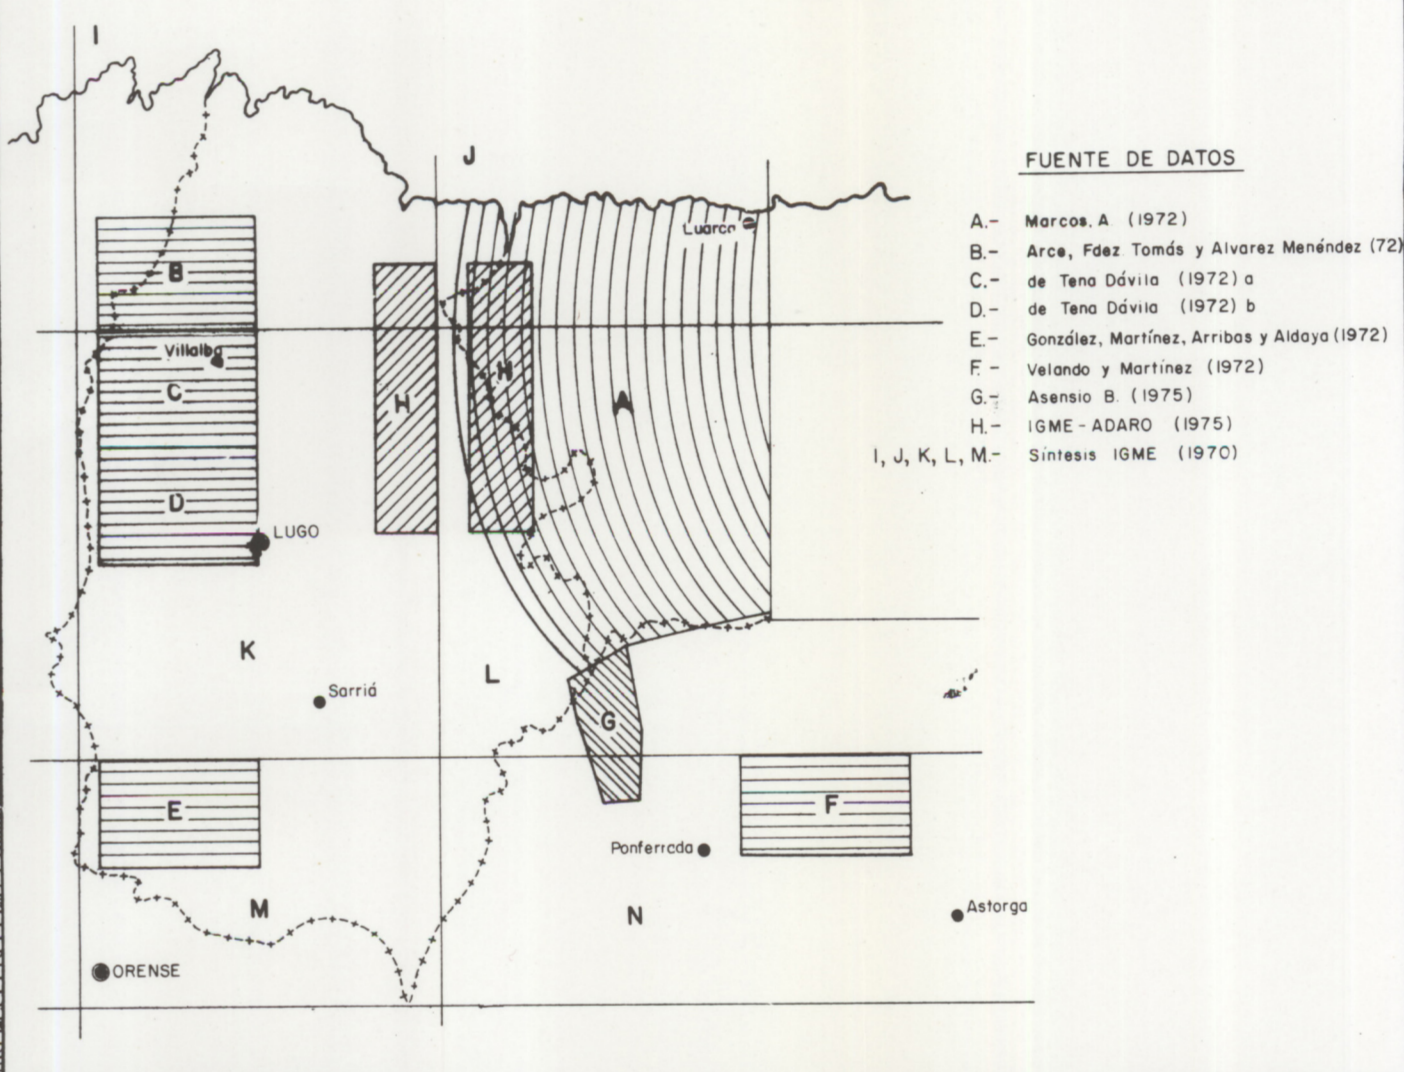 I
J
FUENTE DE DATOS
A.- Marcos, A. (1972)
B.- Arce, Fdez Tomás y Alvarez Menéndez (72)
C.- de Tena Dávila (1972) a
D.- de Tena Dávila (1972) b
E.- González, Martínez, Arribas y Aldaya (1972)
F.- Velando y Martínez (1972)
G.- Asensio B. (1975)
H.- IGME-ADARO (1975)
I, J, K, L, M.- Síntesis IGME (1970)
Luarca
B
Villalba
C
H
H
A
D
LUGO
K
L
Sarriá
G
E
F
Ponferrada
M
N
Astorga
ORENSE